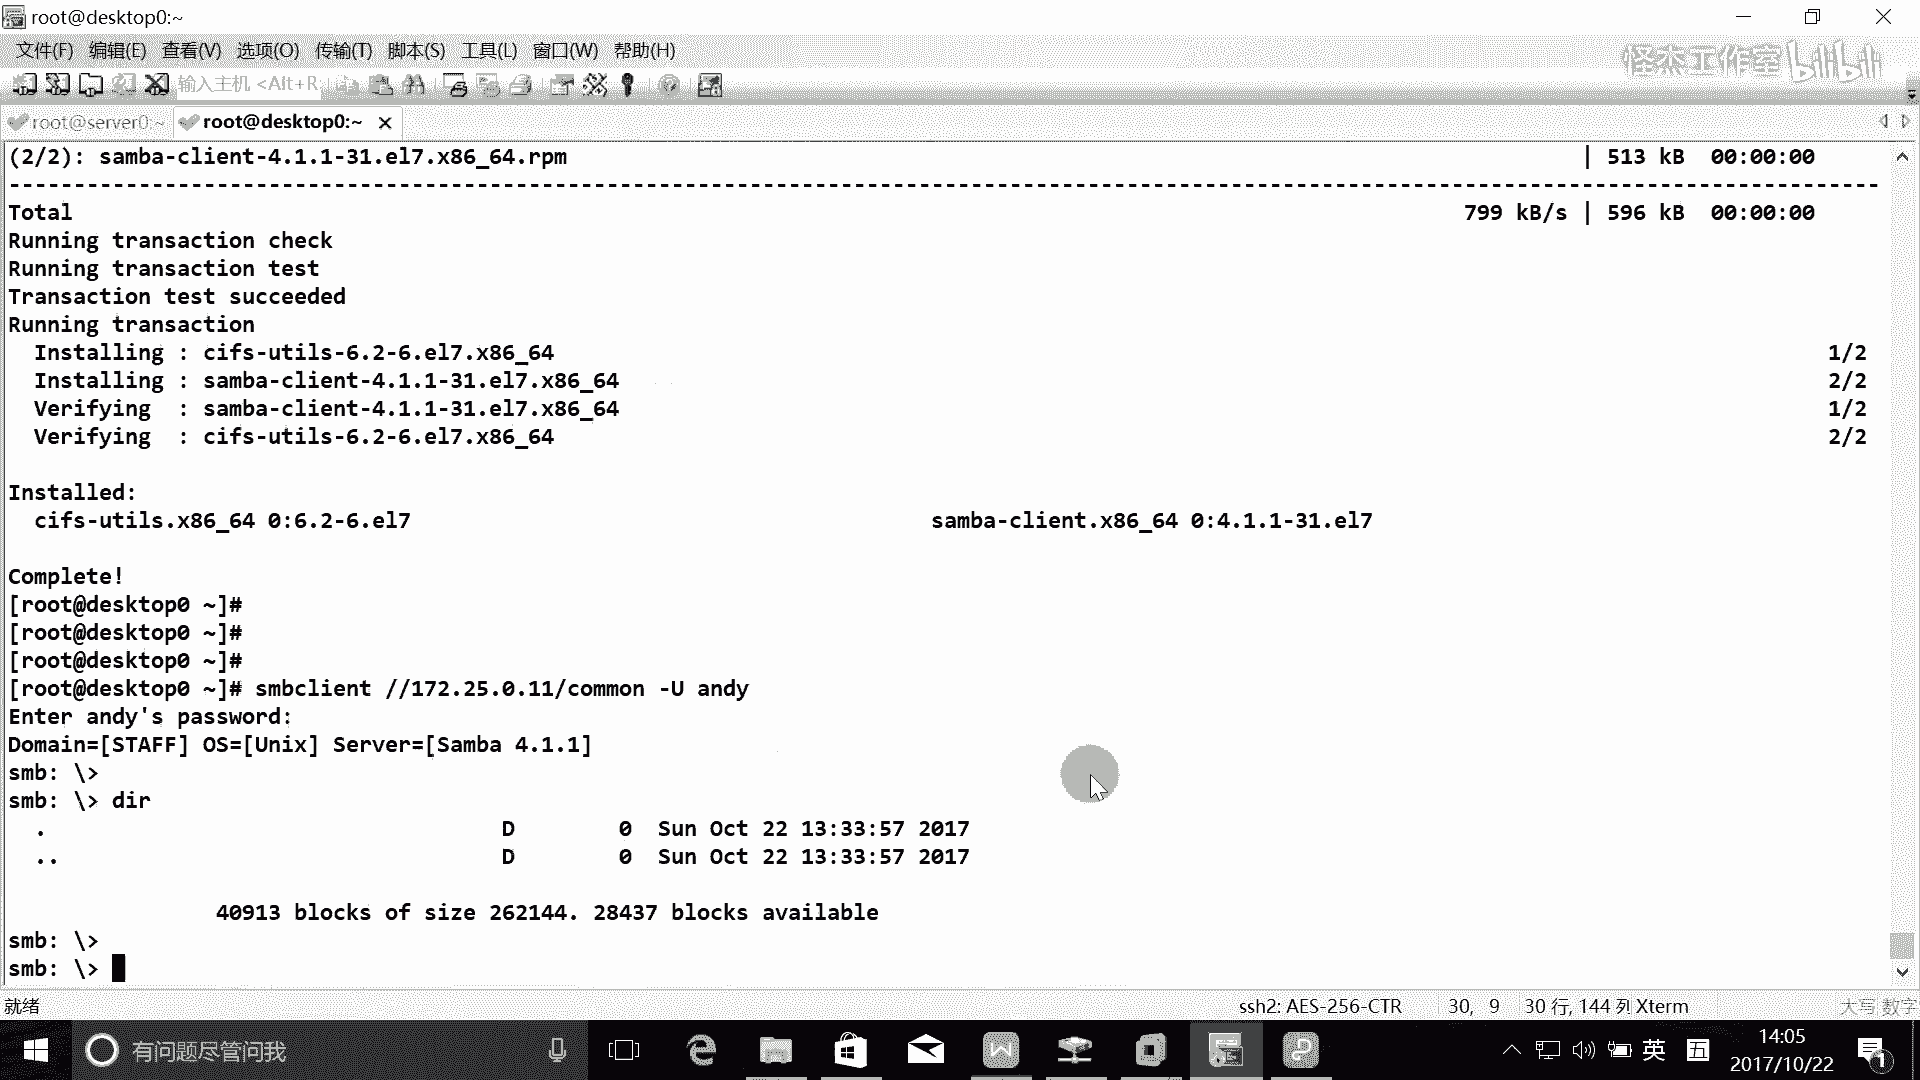 root@desktop0:~
文件(F) 编辑(E) 查看(V) 选项(O) 传输(T) 脚本(S) 工具(L) 窗口(W) 帮助(H)
怪杰工作室 bilibili
输入主机 <Alt+R
root@server0:~ root@desktop0:~
(2/2): samba-client-4.1.1-31.el7.x86_64.rpm | 513 kB 00:00:00
--------------------------------------------------------------------------------
Total 799 kB/s | 596 kB 00:00:00
Running transaction check
Running transaction test
Transaction test succeeded
Running transaction
Installing : cifs-utils-6.2-6.el7.x86_64 1/2
Installing : samba-client-4.1.1-31.el7.x86_64 2/2
Verifying : samba-client-4.1.1-31.el7.x86_64 1/2
Verifying : cifs-utils-6.2-6.el7.x86_64 2/2
Installed:
cifs-utils.x86_64 0:6.2-6.el7 samba-client.x86_64 0:4.1.1-31.el7
Complete!
[root@desktop0 ~]#
[root@desktop0 ~]#
[root@desktop0 ~]#
[root@desktop0 ~]# smbclient //172.25.0.11/common -U andy
Enter andy's password:
Domain=[STAFF] OS=[Unix] Server=[Samba 4.1.1]
smb: \>
smb: \> dir
. D 0 Sun Oct 22 13:33:57 2017
.. D 0 Sun Oct 22 13:33:57 2017
40913 blocks of size 262144. 28437 blocks available
smb: \>
smb: \>
就绪 ssh2: AES-256-CTR 30, 9 30 行, 144 列 Xterm 大写 数字
有问题尽管问我 英 五 14:05
2017/10/22 1